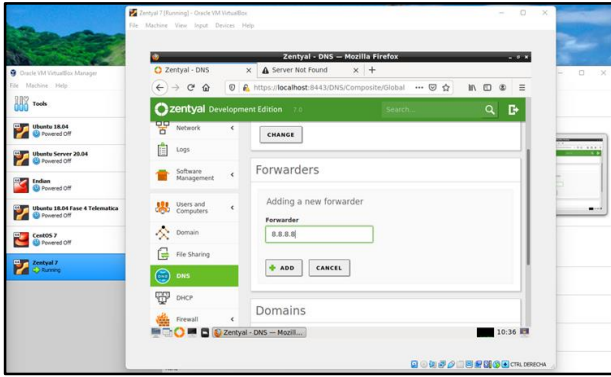 Zentyal 7 [Running] - Oracle VM VirtualBox
File Machine View Input Devices Help
Oracle VM VirtualBox Manager
File Machine Help
Tools
Ubuntu 18.04
Powered Off
Ubuntu Server 20.04
Powered Off
Endian
Powered Off
Ubuntu 18.04 Fase 4 Telematica
Powered Off
CentOS 7
Powered Off
Zentyal 7
Running
Zentyal - DNS — Mozilla Firefox
Zentyal - DNS
Server Not Found
https://localhost:8443/DNS/Composite/Global
zentyal Development Edition 7.0
Search...
Network
Logs
Software Management
Users and Computers
Domain
File Sharing
DNS
DHCP
Firewall
CHANGE
Forwarders
Adding a new forwarder
Forwarder
8.8.8.8
ADD CANCEL
Domains
Zentyal - DNS — Mozill...
10:36
CTRL DERECHA